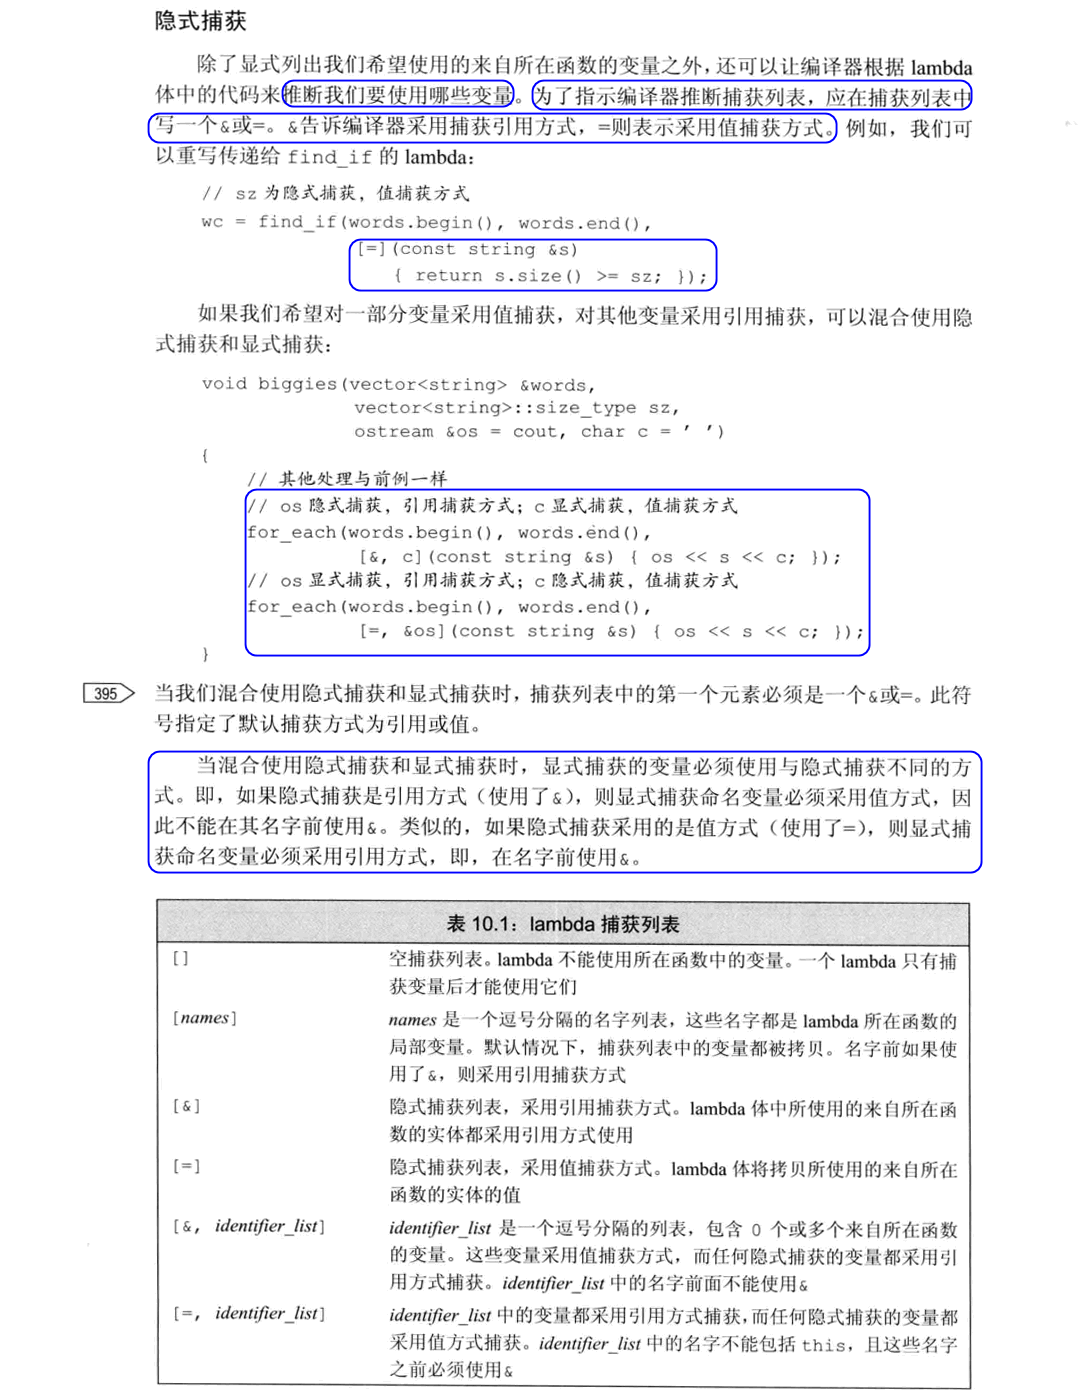 隐式捕获
除了显式列出我们希望使用的来自所在函数的变量之外，还可以让编译器根据 lambda
体中的代码来推断我们要使用哪些变量。为了指示编译器推断捕获列表，应在捕获列表中
写一个&或=。&告诉编译器采用捕获引用方式，=则表示采用值捕获方式。例如，我们可
以重写传递给 find_if 的 lambda：
// sz 为隐式捕获，值捕获方式
wc = find_if(words.begin(), words.end(),
[=](const string &s)
{ return s.size() >= sz; });
如果我们希望对一部分变量采用值捕获，对其他变量采用引用捕获，可以混合使用隐
式捕获和显式捕获：
void biggies(vector<string> &words,
vector<string>::size_type sz,
ostream &os = cout, char c = ' ')
{
// 其他处理与前例一样
// os 隐式捕获，引用捕获方式；c 显式捕获，值捕获方式
for_each(words.begin(), words.end(),
[&, c](const string &s) { os << s << c; });
// os 显式捕获，引用捕获方式；c 隐式捕获，值捕获方式
for_each(words.begin(), words.end(),
[=, &os](const string &s) { os << s << c; });
}
395
当我们混合使用隐式捕获和显式捕获时，捕获列表中的第一个元素必须是一个&或=。此符
号指定了默认捕获方式为引用或值。
当混合使用隐式捕获和显式捕获时，显式捕获的变量必须使用与隐式捕获不同的方
式。即，如果隐式捕获是引用方式（使用了&），则显式捕获命名变量必须采用值方式，因
此不能在其名字前使用&。类似的，如果隐式捕获采用的是值方式（使用了=），则显式捕
获命名变量必须采用引用方式，即，在名字前使用&。
表 10.1：lambda 捕获列表
[] 空捕获列表。lambda 不能使用所在函数中的变量。一个 lambda 只有捕
获变量后才能使用它们
[names] names 是一个逗号分隔的名字列表，这些名字都是 lambda 所在函数的
局部变量。默认情况下，捕获列表中的变量都被拷贝。名字前如果使
用了&，则采用引用捕获方式
[&] 隐式捕获列表，采用引用捕获方式。lambda 体中所使用的来自所在函
数的实体都采用引用方式使用
[=] 隐式捕获列表，采用值捕获方式。lambda 体将拷贝所使用的来自所在
函数的实体的值
[&, identifier_list] identifier_list 是一个逗号分隔的列表，包含 0 个或多个来自所在函数
的变量。这些变量采用值捕获方式，而任何隐式捕获的变量都采用引
用方式捕获。identifier_list 中的名字前面不能使用&
[=, identifier_list] identifier_list 中的变量都采用引用方式捕获，而任何隐式捕获的变量都
采用值方式捕获。identifier_list 中的名字不能包括 this，且这些名字
之前必须使用&